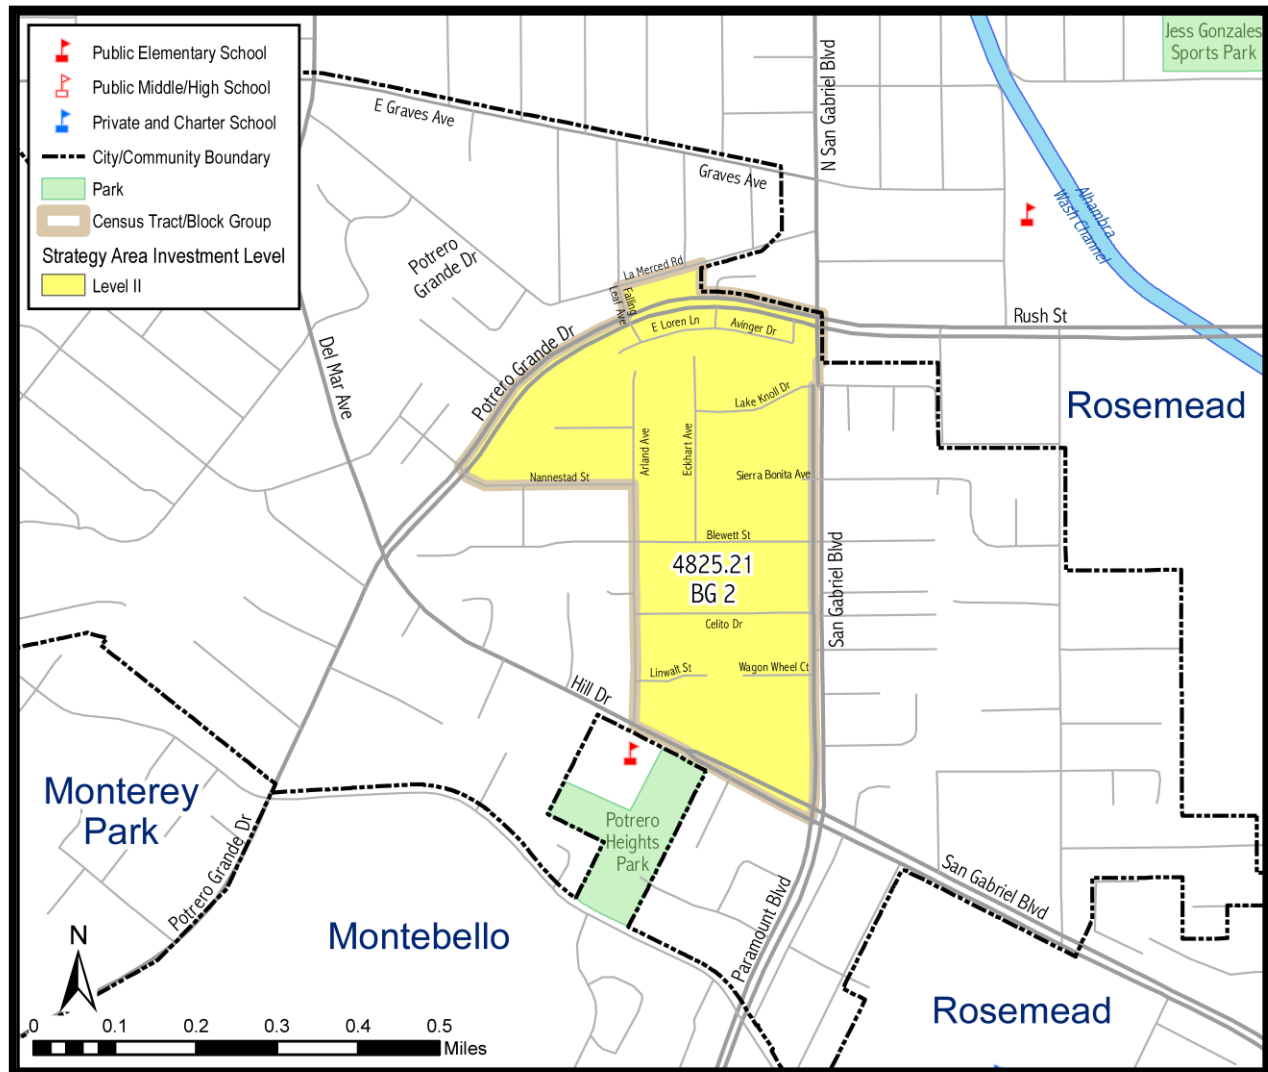 Public Elementary School
Public Middle/High School
Private and Charter School
City/Community Boundary
Park
Census Tract/Block Group
Strategy Area Investment Level
Level II
Jess Gonzales
Sports Park
E Graves Ave
Graves Ave
N San Gabriel Blvd
Alhambra
Wash Channel
Potrero
Grande Dr
La Merced Rd
Falling
Leaf Ave
E Loren Ln
Avinger Dr
Rush St
Potrero Grande Dr
Del Mar Ave
Lake Knoll Dr
Rosemead
Arland Ave
Eckhart Ave
Nannestad St
Sierra Bonita Ave
Blewett St
4825.21
BG 2
San Gabriel Blvd
Celito Dr
Linwalt St
Wagon Wheel Ct
Hill Dr
Monterey
Park
Potrero
Heights
Park
Potrero Grande Dr
San Gabriel Blvd
Paramount Blvd
Montebello
Rosemead
N
0 0.1 0.2 0.3 0.4 0.5
Miles